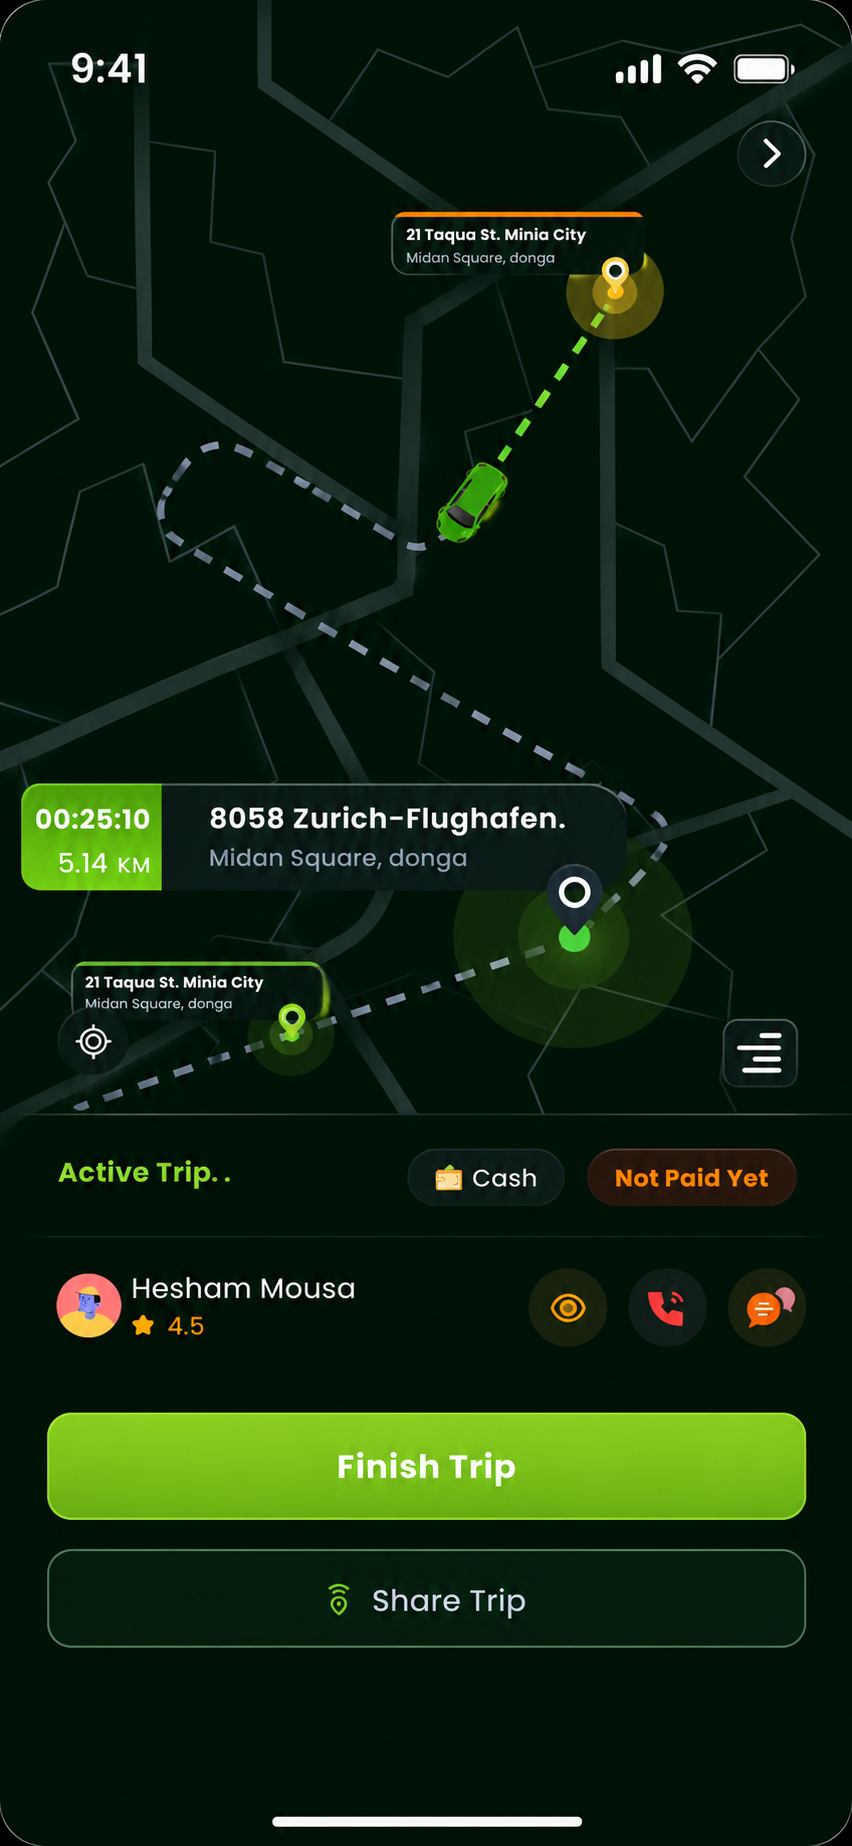 9:41
21 Taqua St. Minia City
Midan Square, donga
00:25:10
5.14 KM
8058 Zurich-Flughafen.
Midan Square, donga
21 Taqua St. Minia City
Midan Square, donga
Active Trip. .
Cash
Not Paid Yet
Hesham Mousa
4.5
Finish Trip
Share Trip